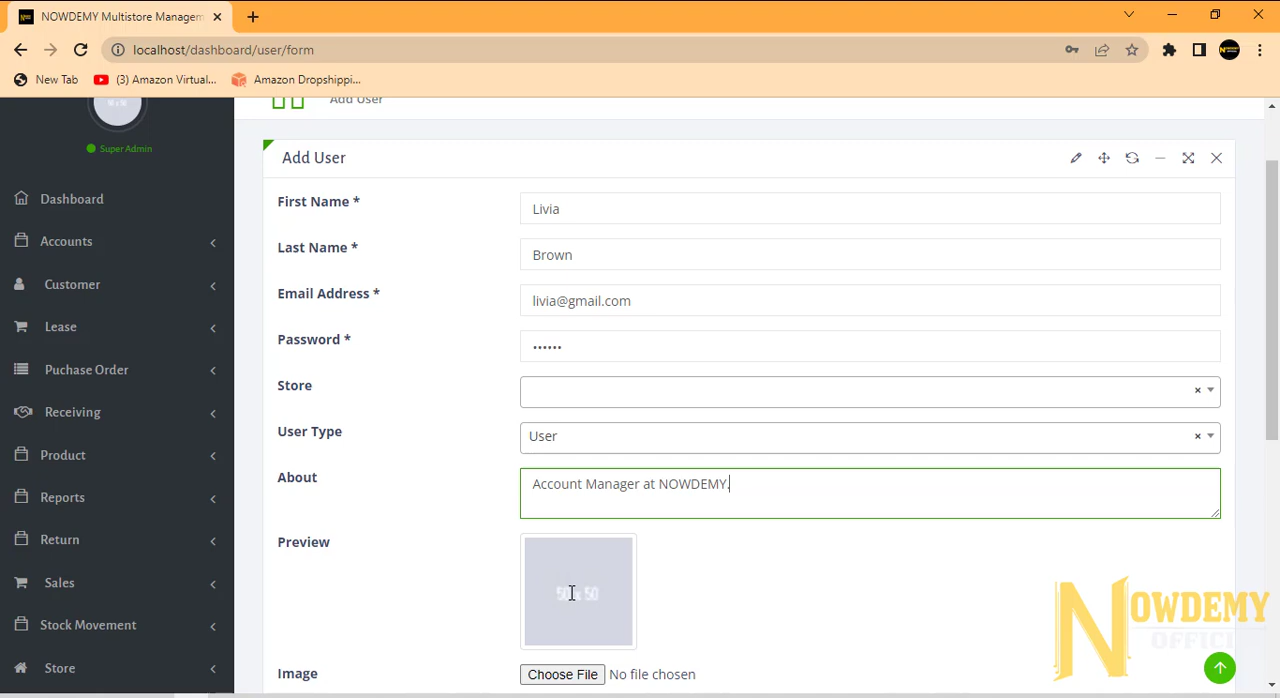 NOWDEMY Multistore Managem
localhost/dashboard/user/form
New Tab
(3) Amazon Virtual...
Amazon Dropshippi...
Super Admin
Dashboard
Accounts
Customer
Lease
Puchase Order
Receiving
Product
Reports
Return
Sales
Stock Movement
Store
Add User
Add User
First Name *
Livia
Last Name *
Brown
Email Address *
livia@gmail.com
Password *
••••••
Store
User Type
User
About
Account Manager at NOWDEMY.
Preview
50 x 50
Image
Choose File No file chosen
NOWDEMY